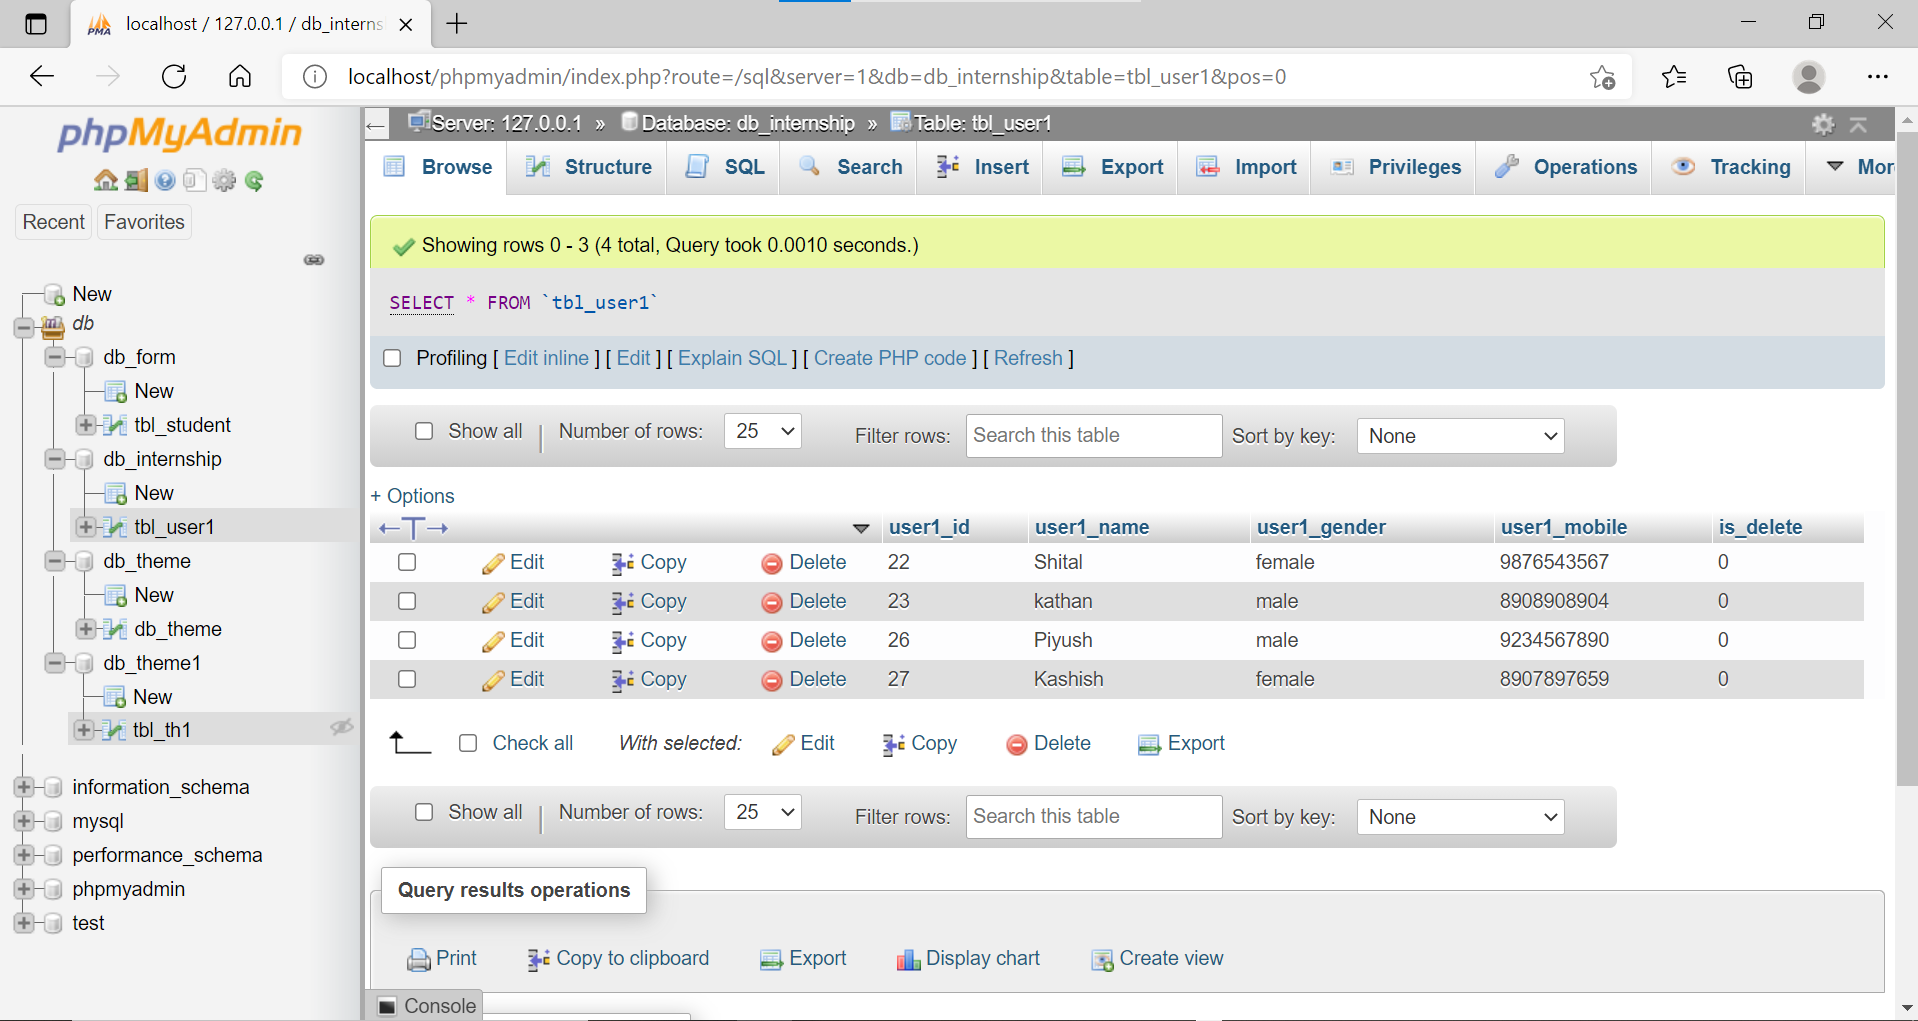 localhost / 127.0.0.1 / db_interns
localhost/phpmyadmin/index.php?route=/sql&server=1&db=db_internship&table=tbl_user1&pos=0
phpMyAdmin
Recent Favorites
New
db
db_form
New
tbl_student
db_internship
New
tbl_user1
db_theme
New
db_theme
db_theme1
New
tbl_th1
information_schema
mysql
performance_schema
phpmyadmin
test
Server: 127.0.0.1 » Database: db_internship » Table: tbl_user1
Browse Structure SQL Search Insert Export Import Privileges Operations Tracking Mor
Showing rows 0 - 3 (4 total, Query took 0.0010 seconds.)
SELECT * FROM `tbl_user1`
Profiling [ Edit inline ] [ Edit ] [ Explain SQL ] [ Create PHP code ] [ Refresh ]
Show all Number of rows: 25 Filter rows: Search this table Sort by key: None
+ Options
user1_id user1_name user1_gender user1_mobile is_delete
Edit Copy Delete 22 Shital female 9876543567 0
Edit Copy Delete 23 kathan male 8908908904 0
Edit Copy Delete 26 Piyush male 9234567890 0
Edit Copy Delete 27 Kashish female 8907897659 0
Check all With selected: Edit Copy Delete Export
Show all Number of rows: 25 Filter rows: Search this table Sort by key: None
Query results operations
Print Copy to clipboard Export Display chart Create view
Console